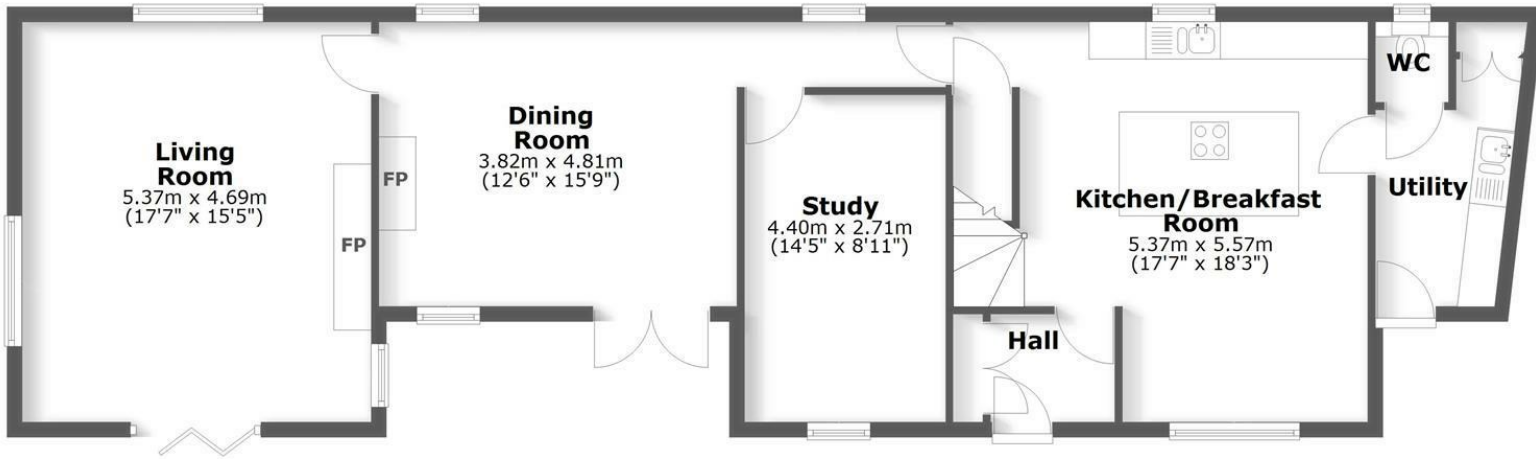 Living
Room
5.37m x 4.69m
(17'7" x 15'5")
FP
FP
Dining
Room
3.82m x 4.81m
(12'6" x 15'9")
Study
4.40m x 2.71m
(14'5" x 8'11")
Hall
Kitchen/Breakfast
Room
5.37m x 5.57m
(17'7" x 18'3")
WC
Utility